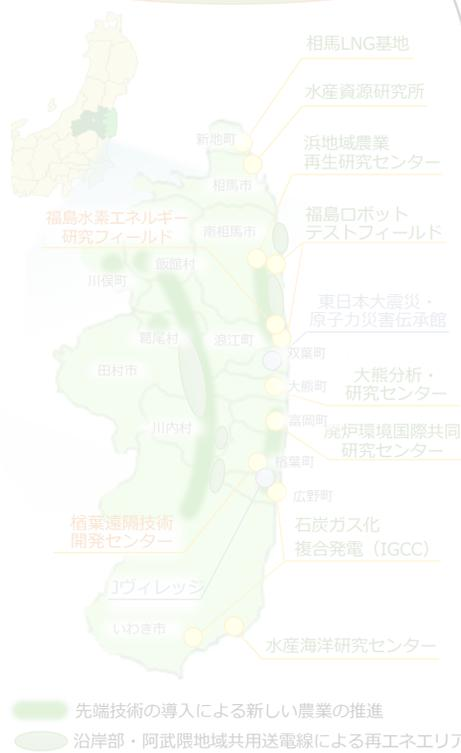 相馬LNG基地
水産資源研究所
新地町
浜地域農業
再生研究センター
相馬市
福島水素エネルギー
研究フィールド
福島ロボット
テストフィールド
南相馬市
飯館村
川俣町
東日本大震災・
原子力災害伝承館
葛尾村
浪江町
双葉町
田村市
大熊町
大熊分析・
研究センター
川内村
富岡町
廃炉環境国際共同
研究センター
楢葉町
広野町
楢葉遠隔技術
開発センター
石炭ガス化
複合発電（IGCC）
Jヴィレッジ
いわき市
水産海洋研究センター
先端技術の導入による新しい農業の推進
沿岸部・阿武隈地域共用送電線による再エネエリア